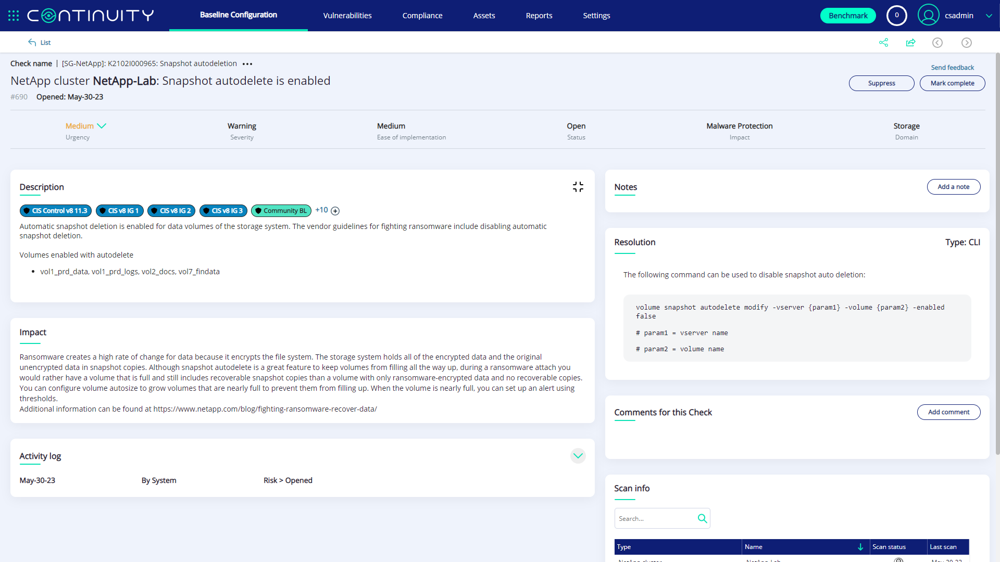 CONTINUITY
Baseline Configuration
Vulnerabilities
Compliance
Assets
Reports
Settings
Benchmark
0
csadmin
List
Check name | [SG-NetApp]: K2102I000965: Snapshot autodeletion •••
Send feedback
NetApp cluster NetApp-Lab: Snapshot autodelete is enabled
Suppress
Mark complete
#690 Opened: May-30-23
Medium
Urgency
Warning
Severity
Medium
Ease of implementation
Open
Status
Malware Protection
Impact
Storage
Domain
Description
CIS Control v8 11.3
CIS v8 IG 1
CIS v8 IG 2
CIS v8 IG 3
Community BL
+10
Automatic snapshot deletion is enabled for data volumes of the storage system. The vendor guidelines for fighting ransomware include disabling automatic
snapshot deletion.
Volumes enabled with autodelete
• vol1_prd_data, vol1_prd_logs, vol2_docs, vol7_findata
Impact
Ransomware creates a high rate of change for data because it encrypts the file system. The storage system holds all of the encrypted data and the original
unencrypted data in snapshot copies. Although snapshot autodelete is a great feature to keep volumes from filling all the way up, during a ransomware attach you
would rather have a volume that is full and still includes recoverable snapshot copies than a volume with only ransomware-encrypted data and no recoverable copies.
You can configure volume autosize to grow volumes that are nearly full to prevent them from filling up. When the volume is nearly full, you can set up an alert using
thresholds.
Additional information can be found at https://www.netapp.com/blog/fighting-ransomware-recover-data/
Activity log
May-30-23
By System
Risk > Opened
Notes
Add a note
Resolution
Type: CLI
The following command can be used to disable snapshot auto deletion:
volume snapshot autodelete modify -vserver {param1} -volume {param2} -enabled
false
# param1 = vserver name
# param2 = volume name
Comments for this Check
Add comment
Scan info
Search...
Type
Name
Scan status
Last scan
NetApp cluster
NetApp-Lab
May-30-23